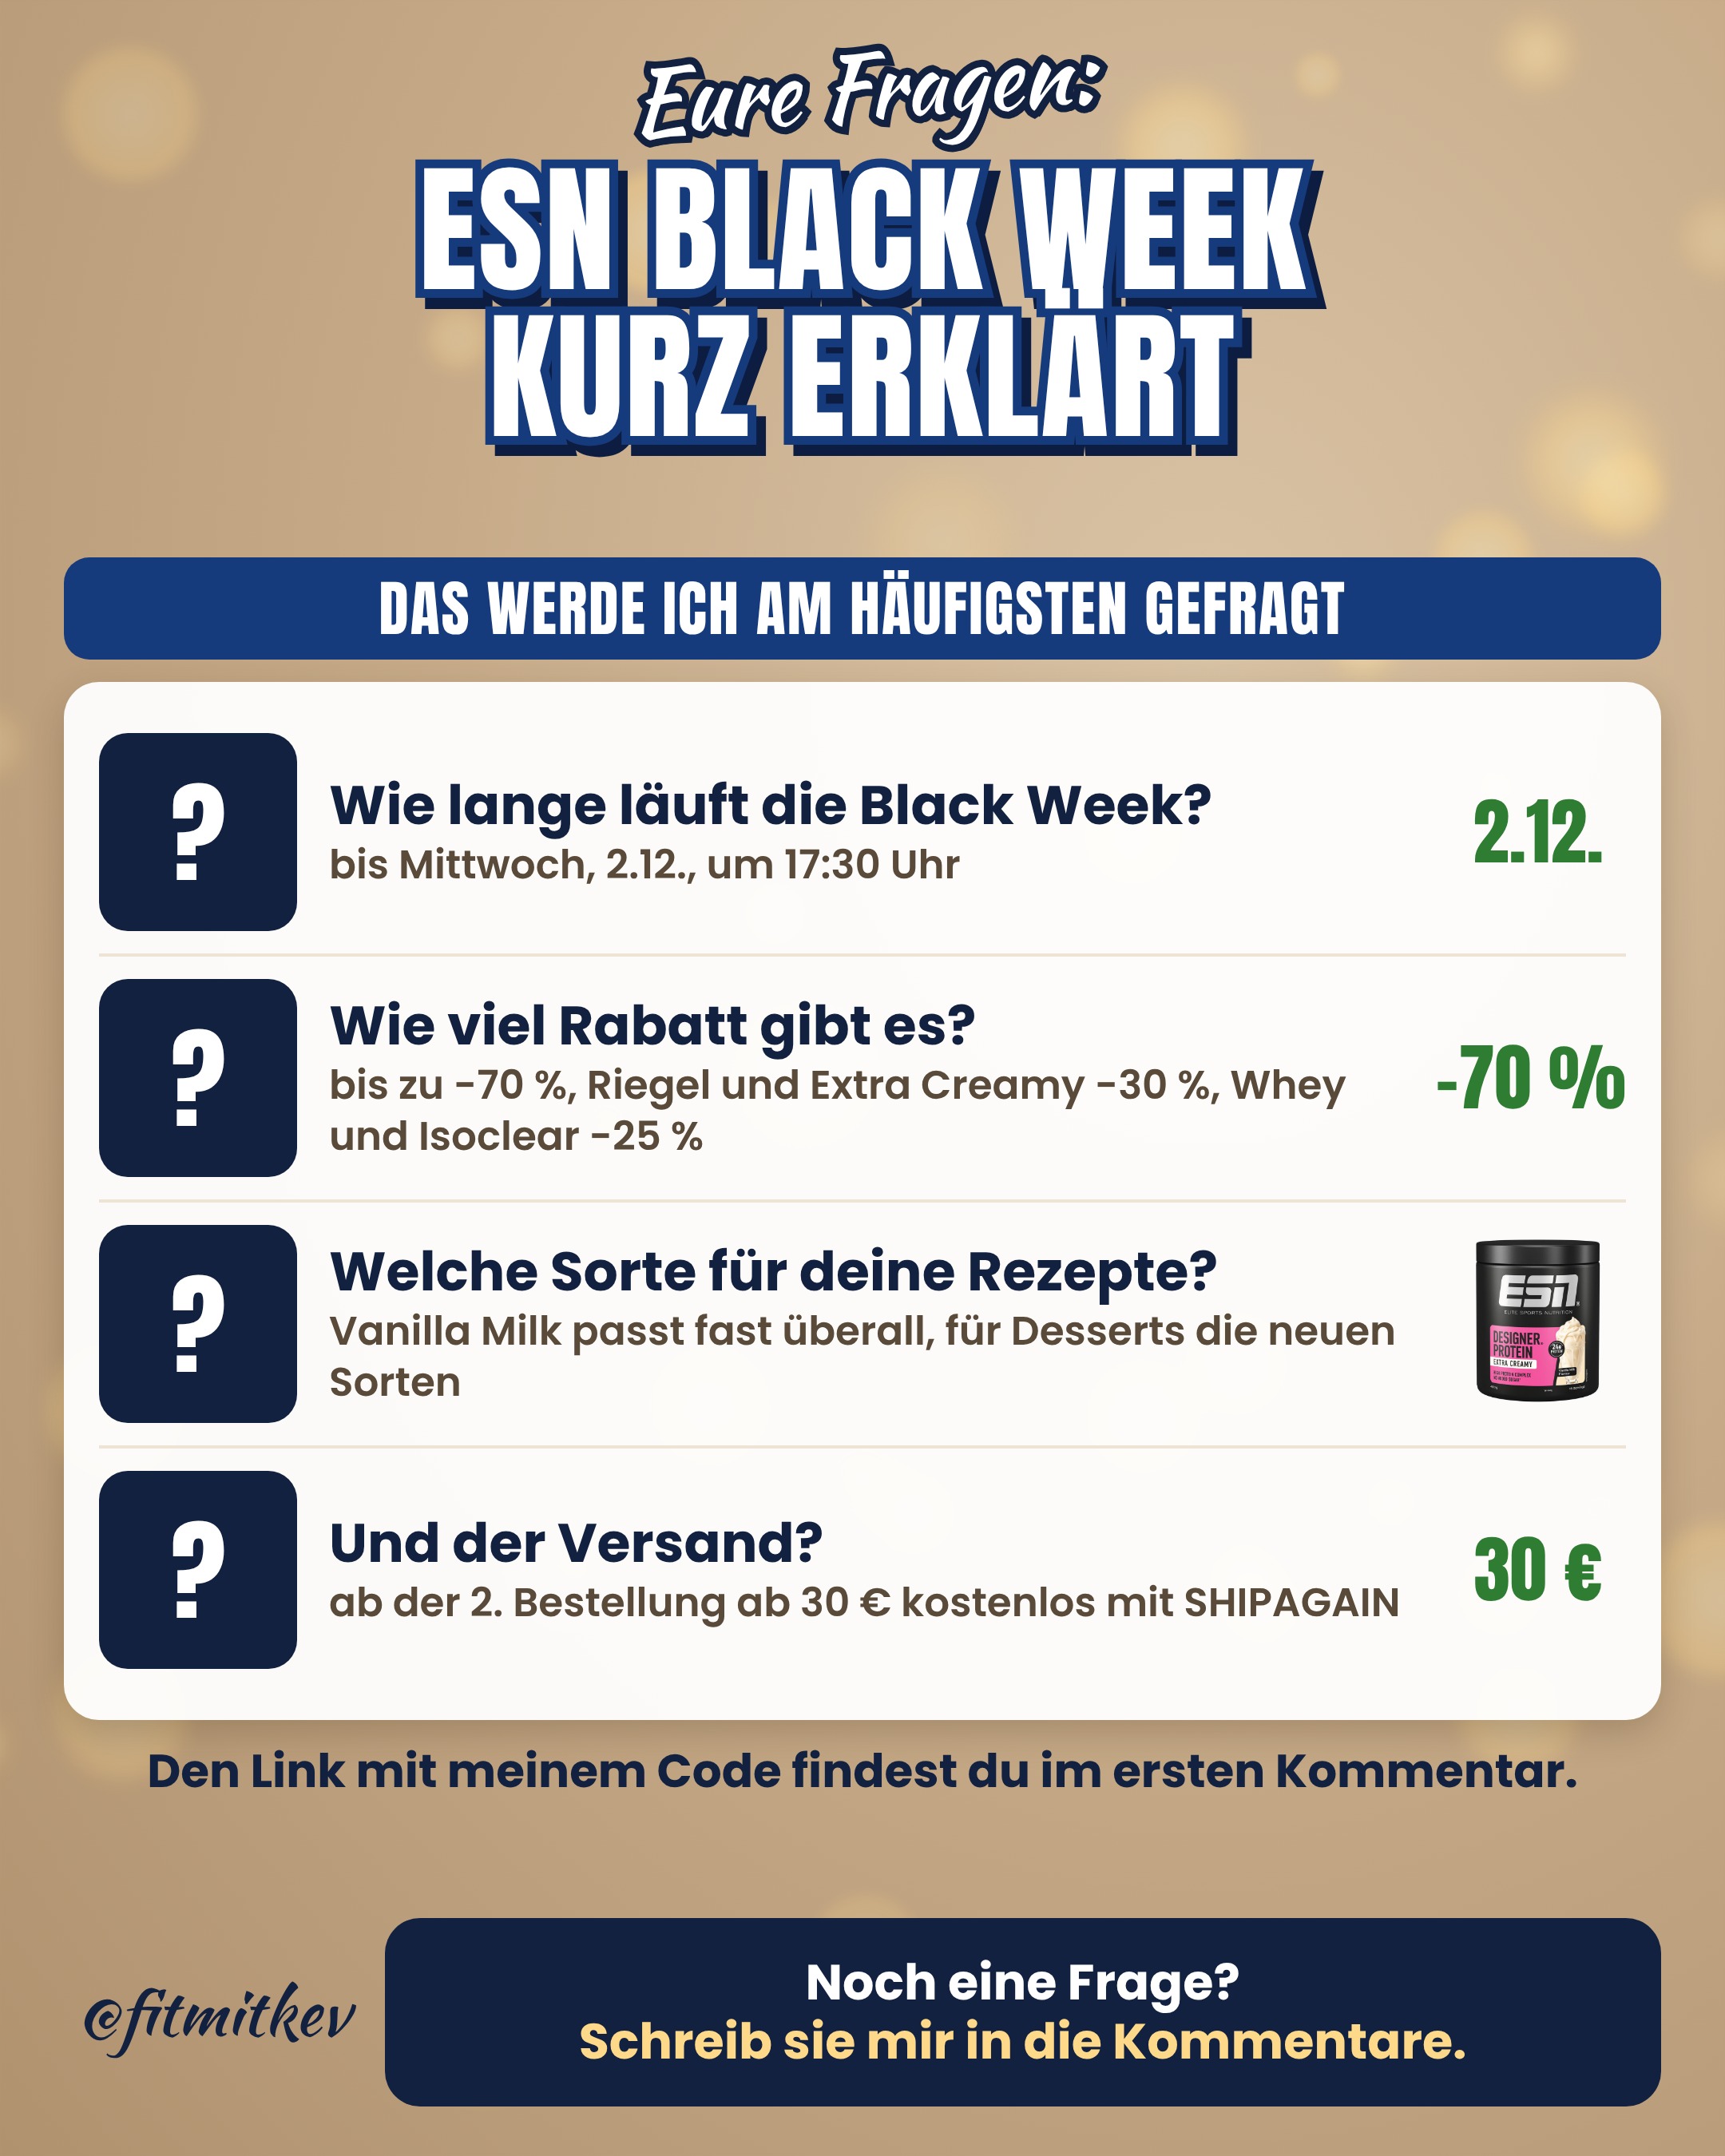 Eure Fragen:
ESN BLACK WEEK
KURZ ERKLÄRT
DAS WERDE ICH AM HÄUFIGSTEN GEFRAGT
?
Wie lange läuft die Black Week?
bis Mittwoch, 2.12., um 17:30 Uhr
2.12.
?
Wie viel Rabatt gibt es?
bis zu −70 %, Riegel und Extra Creamy −30 %, Whey
und Isoclear −25 %
-70 %
?
Welche Sorte für deine Rezepte?
Vanilla Milk passt fast überall, für Desserts die neuen
Sorten
ESN
ELITE SPORTS NUTRITION
DESIGNER
PROTEIN
EXTRA CREAMY
?
Und der Versand?
ab der 2. Bestellung ab 30 € kostenlos mit SHIPAGAIN
30 €
Den Link mit meinem Code findest du im ersten Kommentar.
@fitmitkev
Noch eine Frage?
Schreib sie mir in die Kommentare.